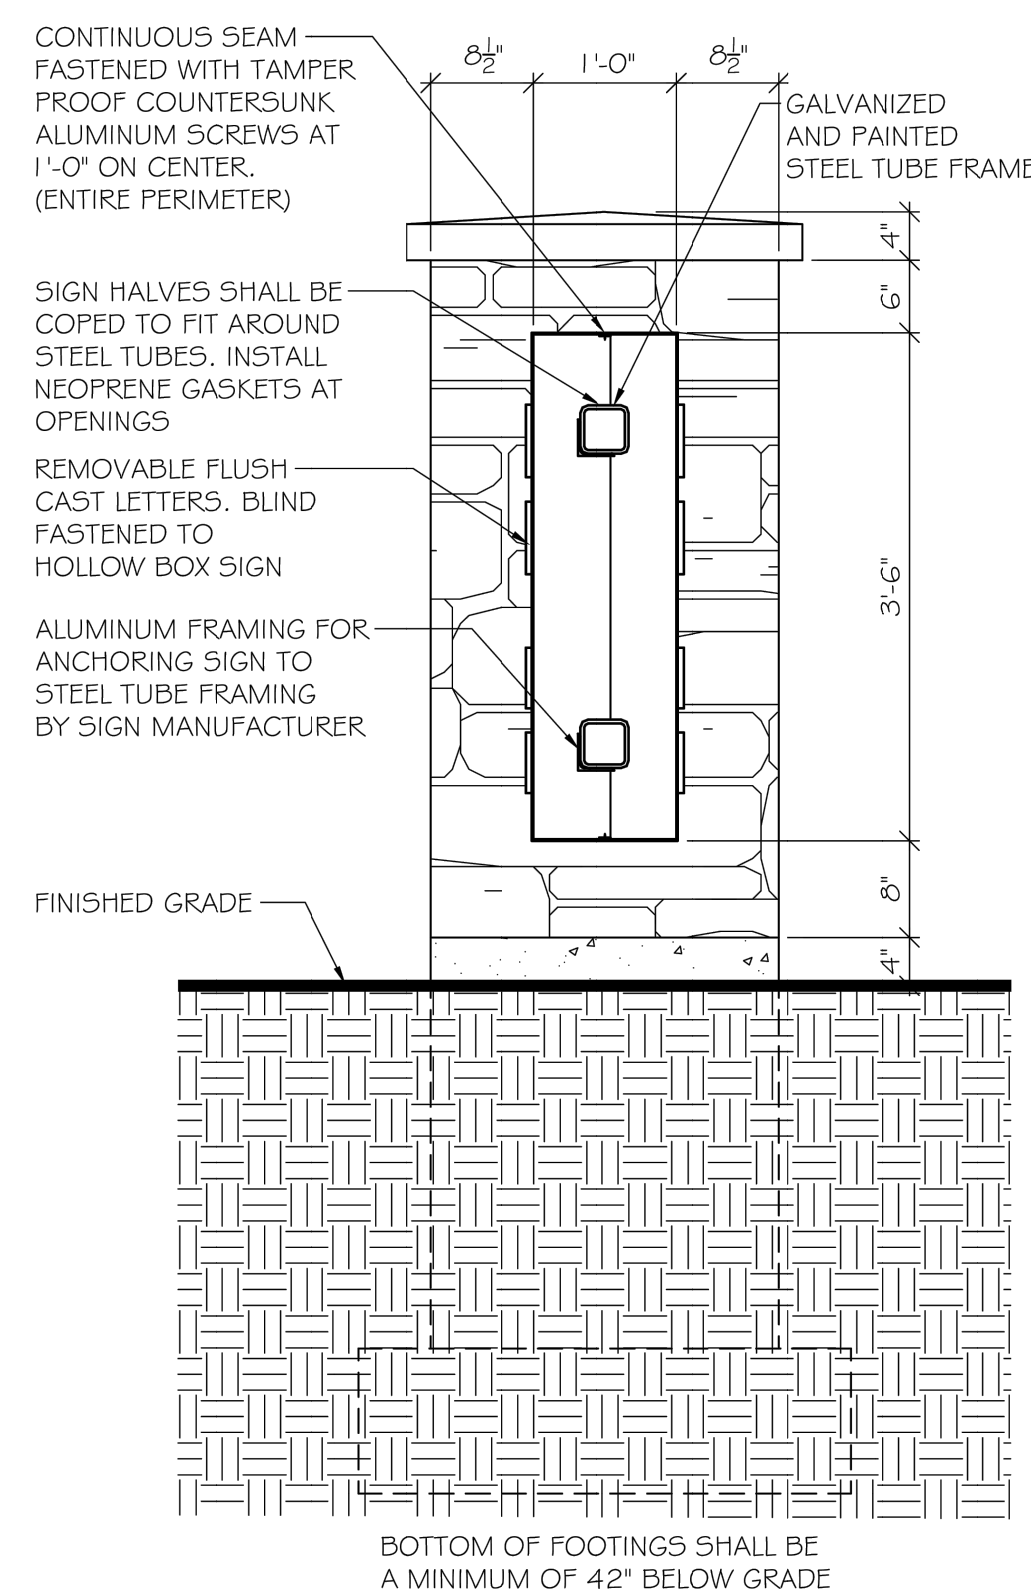 CONTINUOUS SEAM
FASTENED WITH TAMPER
PROOF COUNTERSUNK
ALUMINUM SCREWS AT
1'-0" ON CENTER.
(ENTIRE PERIMETER)
8 1/2"
1'-0"
8 1/2"
GALVANIZED
AND PAINTED
STEEL TUBE FRAME
4"
6"
SIGN HALVES SHALL BE
COPED TO FIT AROUND
STEEL TUBES. INSTALL
NEOPRENE GASKETS AT
OPENINGS
REMOVABLE FLUSH
CAST LETTERS. BLIND
FASTENED TO
HOLLOW BOX SIGN
3'-6"
ALUMINUM FRAMING FOR
ANCHORING SIGN TO
STEEL TUBE FRAMING
BY SIGN MANUFACTURER
8"
FINISHED GRADE
4"
BOTTOM OF FOOTINGS SHALL BE
A MINIMUM OF 42" BELOW GRADE